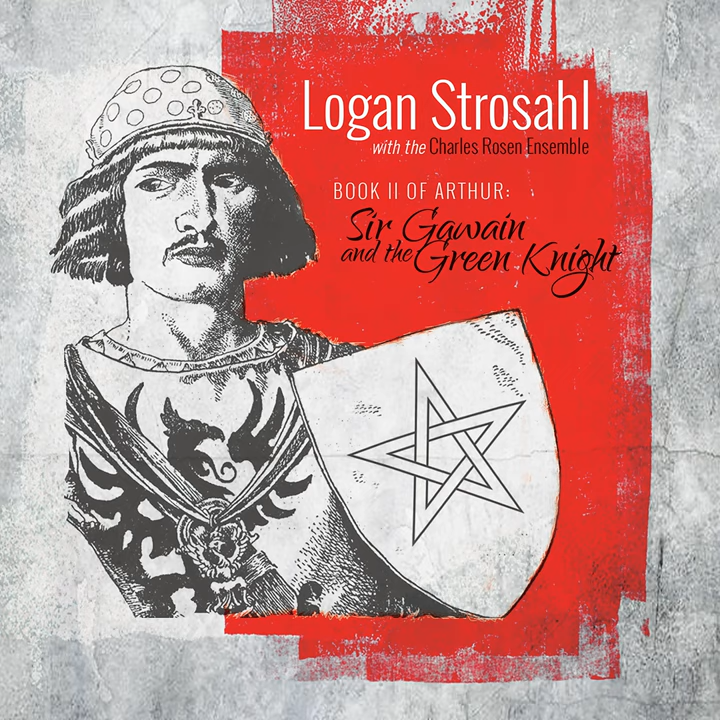 Logan Strosahl
with the Charles Rosen Ensemble
BOOK II OF ARTHUR:
Sir Gawain
and the Green Knight